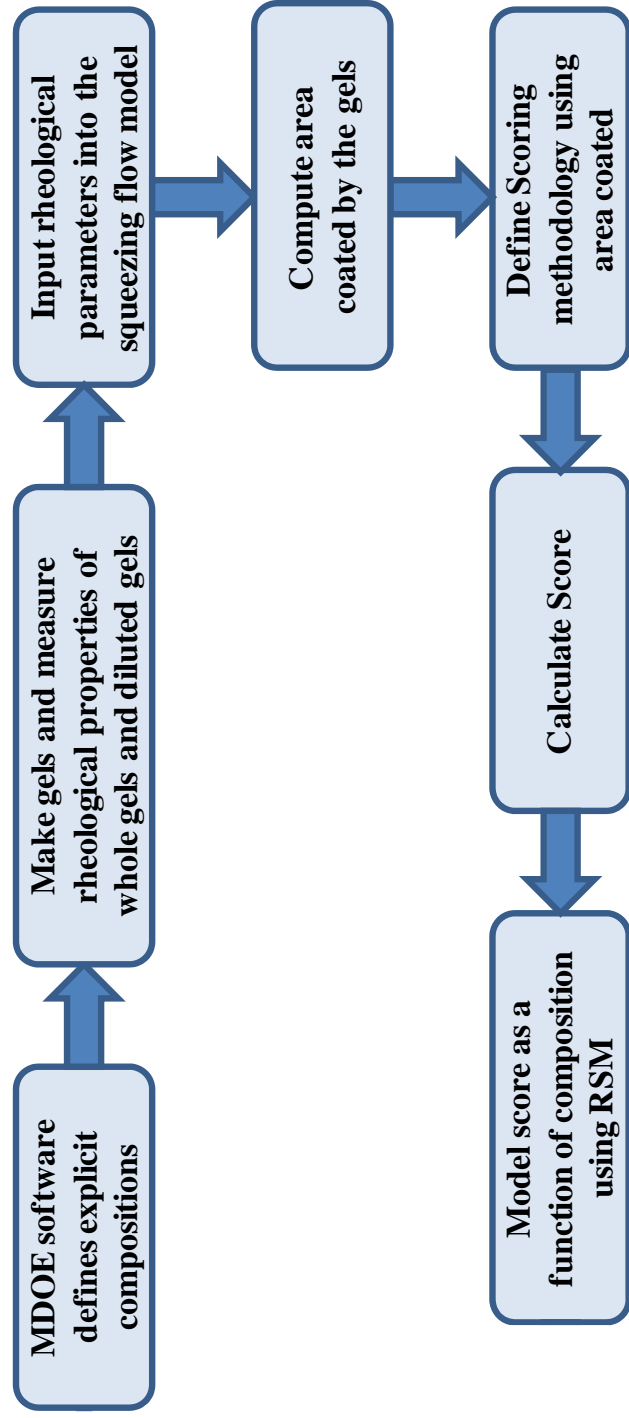 MDOE software
defines explicit
compositions
Make gels and measure
rheological properties of
whole gels and diluted gels
Input rheological
parameters into the
squeezing flow model
Compute area
coated by the gels
Define Scoring
methodology using
area coated
Calculate Score
Model score as a
function of composition
using RSM